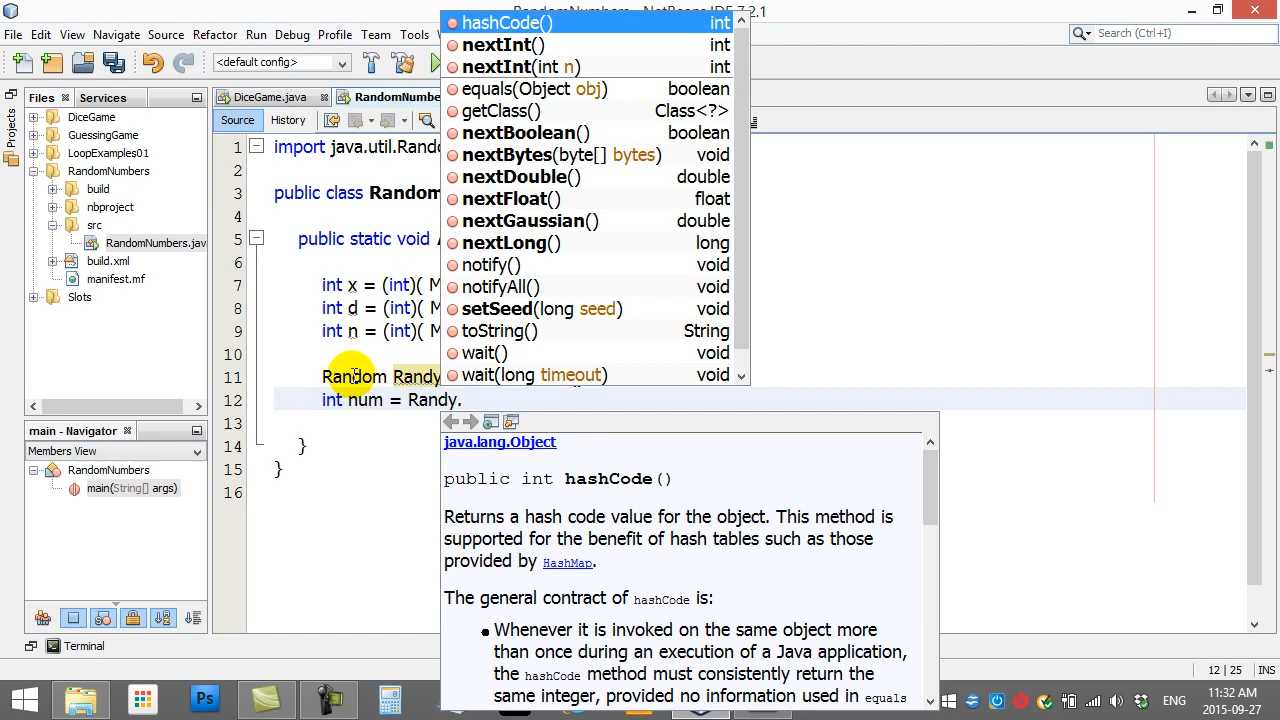 RandomNumbers - NetBeans IDE 7.2.1
File Edit View Navigate Source Refactor Run Debug Profile Team Tools
Search (Ctrl+I)
<default config>
Files Services
DiceGame.java RandomNumbe
Projects
Source History
DiceGame
GuessingGame
LoopExamples01
RandomNumbers
build
nbproject
src
RandomNumbers.java
build.xml
manifest.mf
Slots
1 import java.util.Rando
2
3 public class Random
4
5 public static void
6
7 int x = (int)( M
8 int d = (int)( M
9 int n = (int)( M
10
11 Random Randy
12 int num = Randy.
13
14 }
15 }
16
hashCode() int
nextInt() int
nextInt(int n) int
equals(Object obj) boolean
getClass() Class<?>
nextBoolean() boolean
nextBytes(byte[] bytes) void
nextDouble() double
nextFloat() float
nextGaussian() double
nextLong() long
notify() void
notifyAll() void
setSeed(long seed) void
toString() String
wait() void
wait(long timeout) void
java.lang.Object
public int hashCode()
Returns a hash code value for the object. This method is
supported for the benefit of hash tables such as those
provided by HashMap.
The general contract of hashCode is:
Whenever it is invoked on the same object more
than once during an execution of a Java application,
the hashCode method must consistently return the
same integer, provided no information used in equals
main - Navigator
Members View
RandomNumbers
main(String[] args)
Terminal
12 | 25 INS
Ps
ENG
11:32 AM
2015-09-27